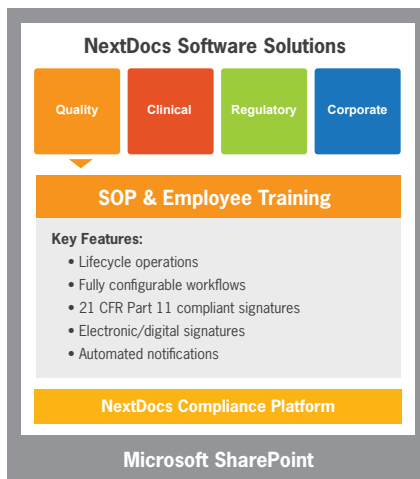 NextDocs Software Solutions
Quality
Clinical
Regulatory
Corporate
SOP & Employee Training
Key Features:
• Lifecycle operations
• Fully configurable workflows
• 21 CFR Part 11 compliant signatures
• Electronic/digital signatures
• Automated notifications
NextDocs Compliance Platform
Microsoft SharePoint